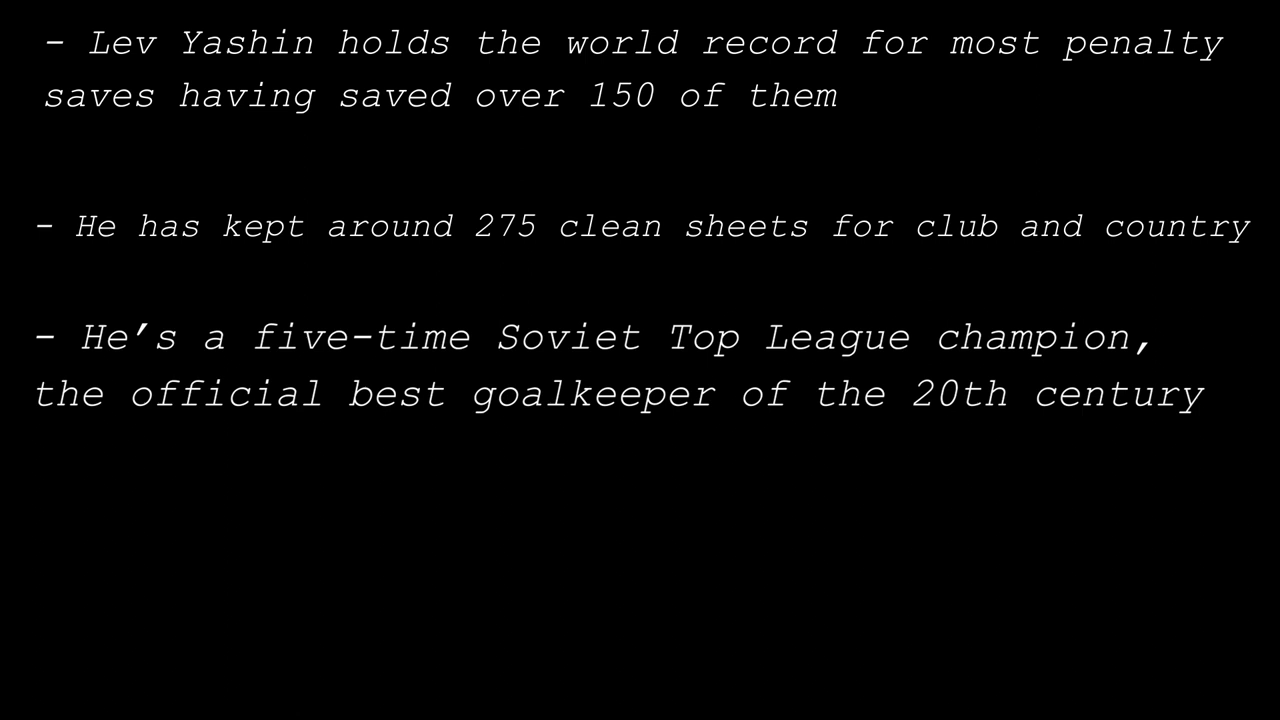 - Lev Yashin holds the world record for most penalty
saves having saved over 150 of them
- He has kept around 275 clean sheets for club and country
- He’s a five-time Soviet Top League champion,
the official best goalkeeper of the 20th century